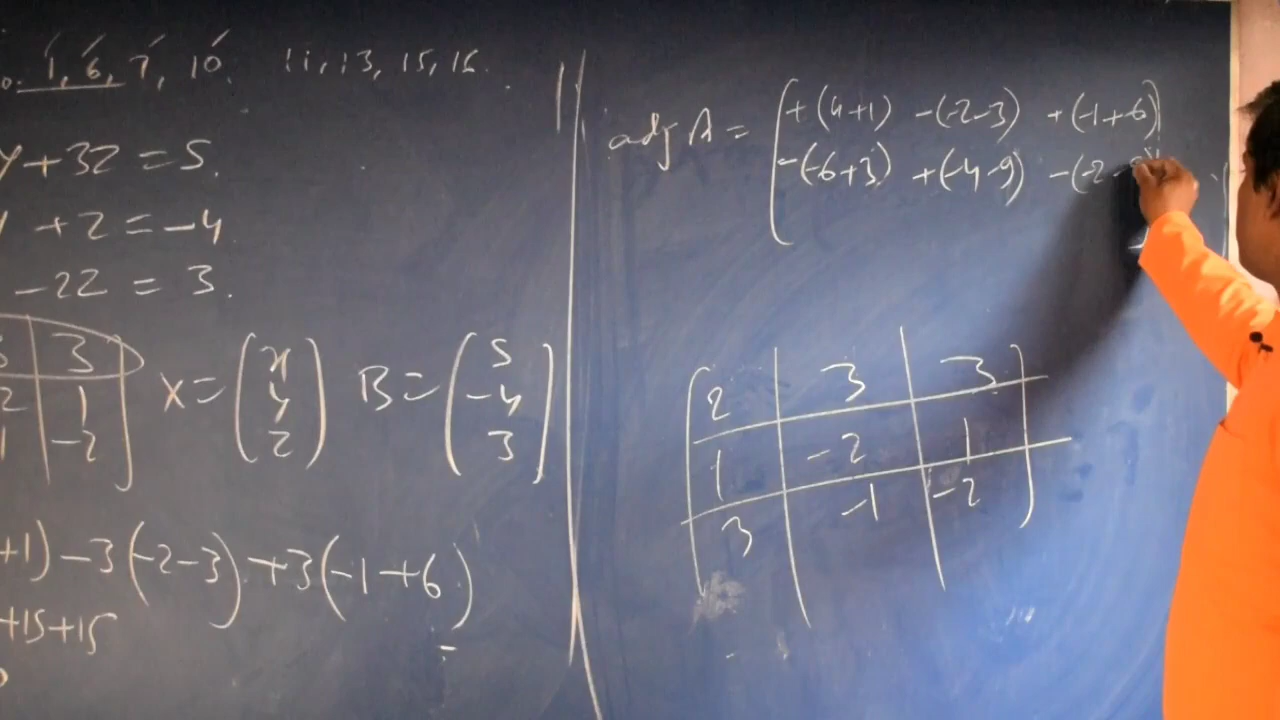 1, 6, 7, 10. 11, 13, 15, 16.
y + 3z = 5.
y + z = -4
- 2z = 3.
3 3
2 1
1 -2
X = (x y z) B = (5 -4 3)
+1) - 3(-2-3) + 3(-1+6)
+15+15
adj A = +(4+1) -(-2-3) +(-1+6)
-(-6+3) +(-4-9) -(-2-
2 3 3
1 -2 1
3 -1 -2